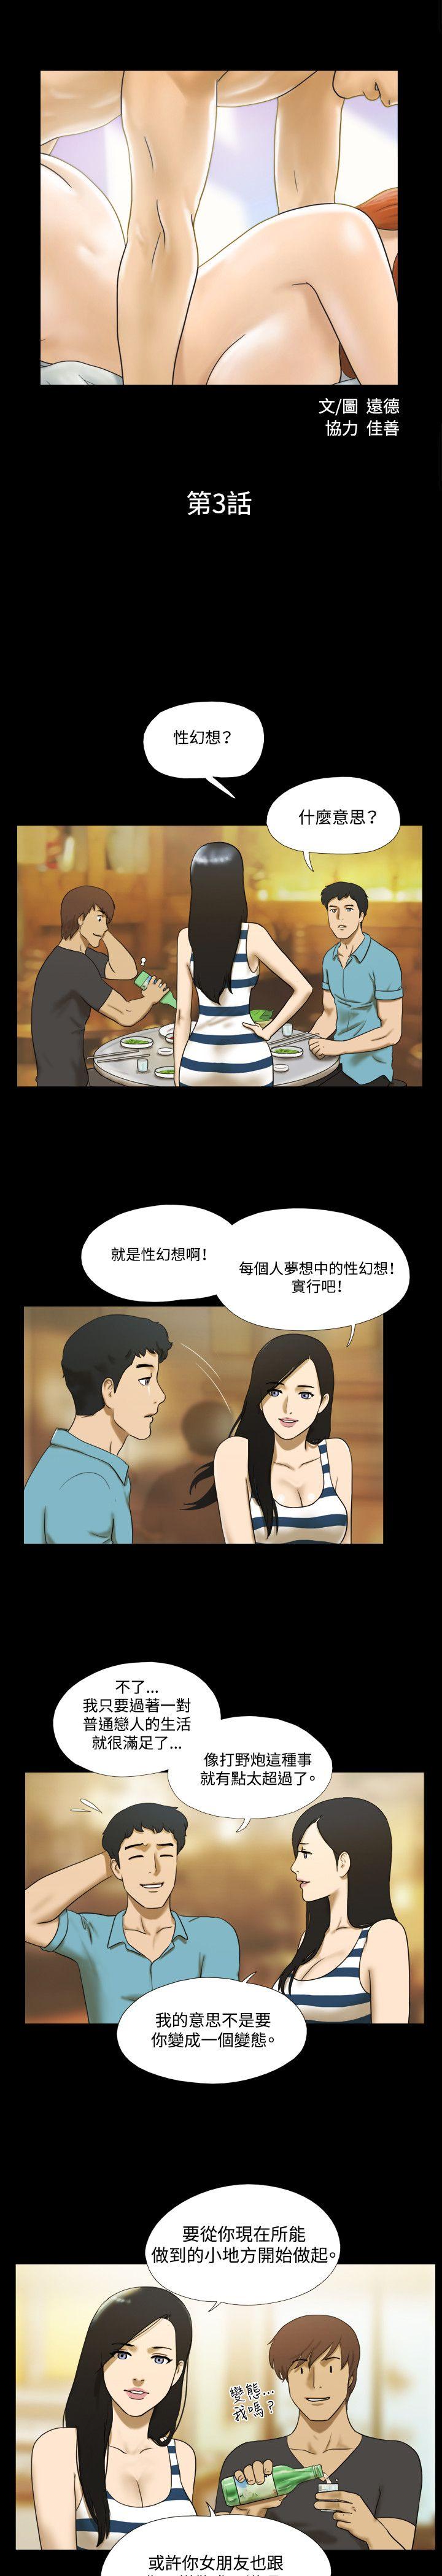 文/圖 遠德
協力 佳善
第3話
性幻想？
什麼意思？
就是性幻想啊！
每個人夢想中的性幻想！
實行吧！
不了...
我只要過著一對
普通戀人的生活
就很滿足了...
像打野炮這種事
就有點太超過了。
我的意思不是要
你變成一個變態。
要從你現在所能
做到的小地方開始做起。
變態...
我嗎？
或許你女朋友也跟